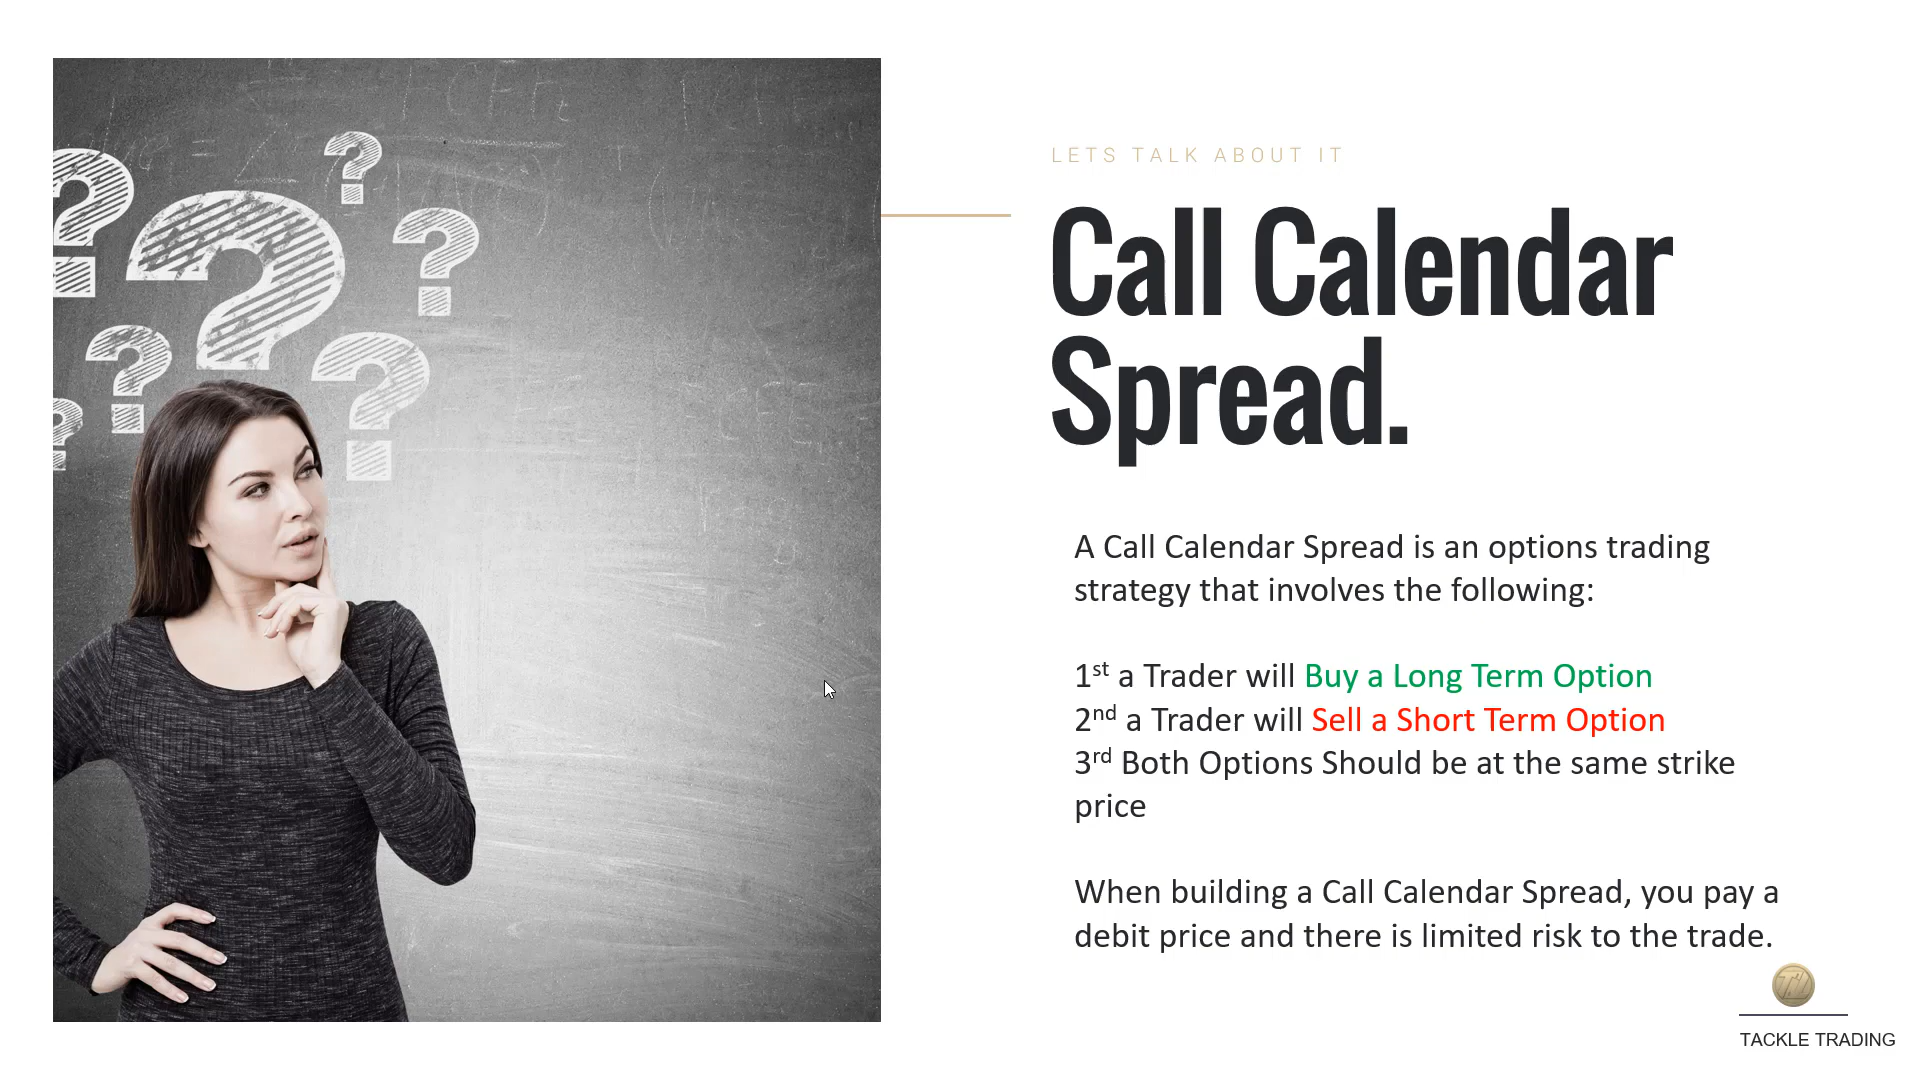 LETS TALK ABOUT IT
Call Calendar
Spread.
A Call Calendar Spread is an options trading
strategy that involves the following:
1st a Trader will Buy a Long Term Option
2nd a Trader will Sell a Short Term Option
3rd Both Options Should be at the same strike
price
When building a Call Calendar Spread, you pay a
debit price and there is limited risk to the trade.
TACKLE TRADING